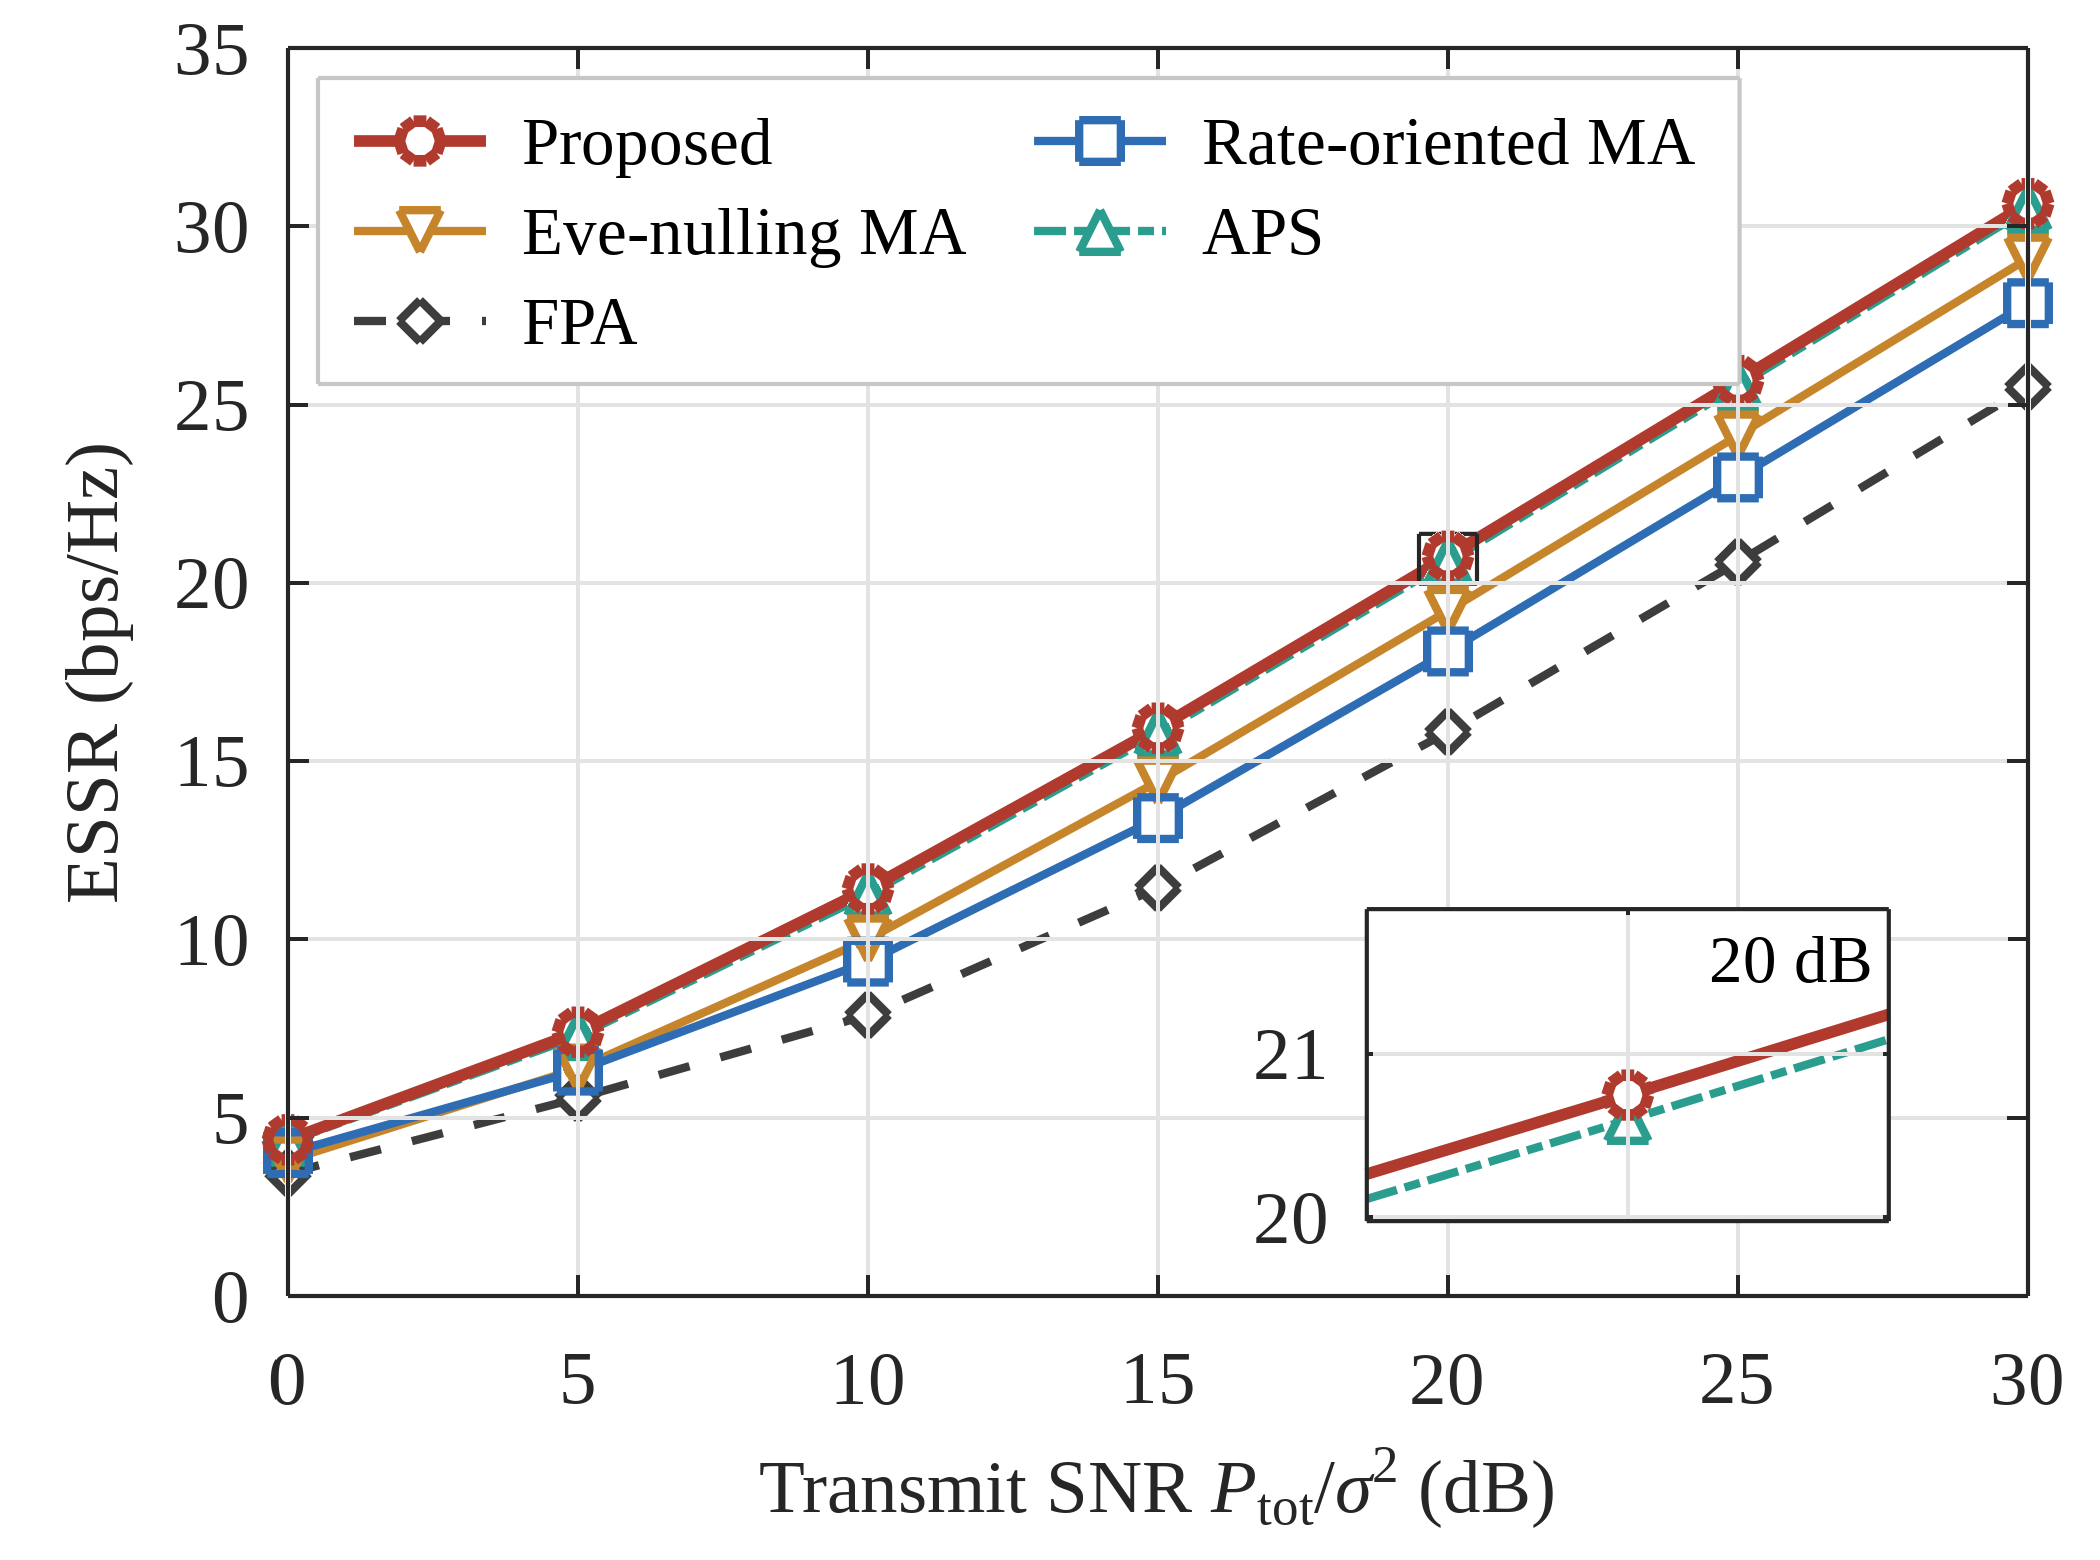 35
30
25
20
15
10
5
0
ESSR (bps/Hz)
Proposed
Rate-oriented MA
Eve-nulling MA
APS
FPA
20 dB
21
20
0 5 10 15 20 25 30
Transmit SNR P_tot/σ² (dB)